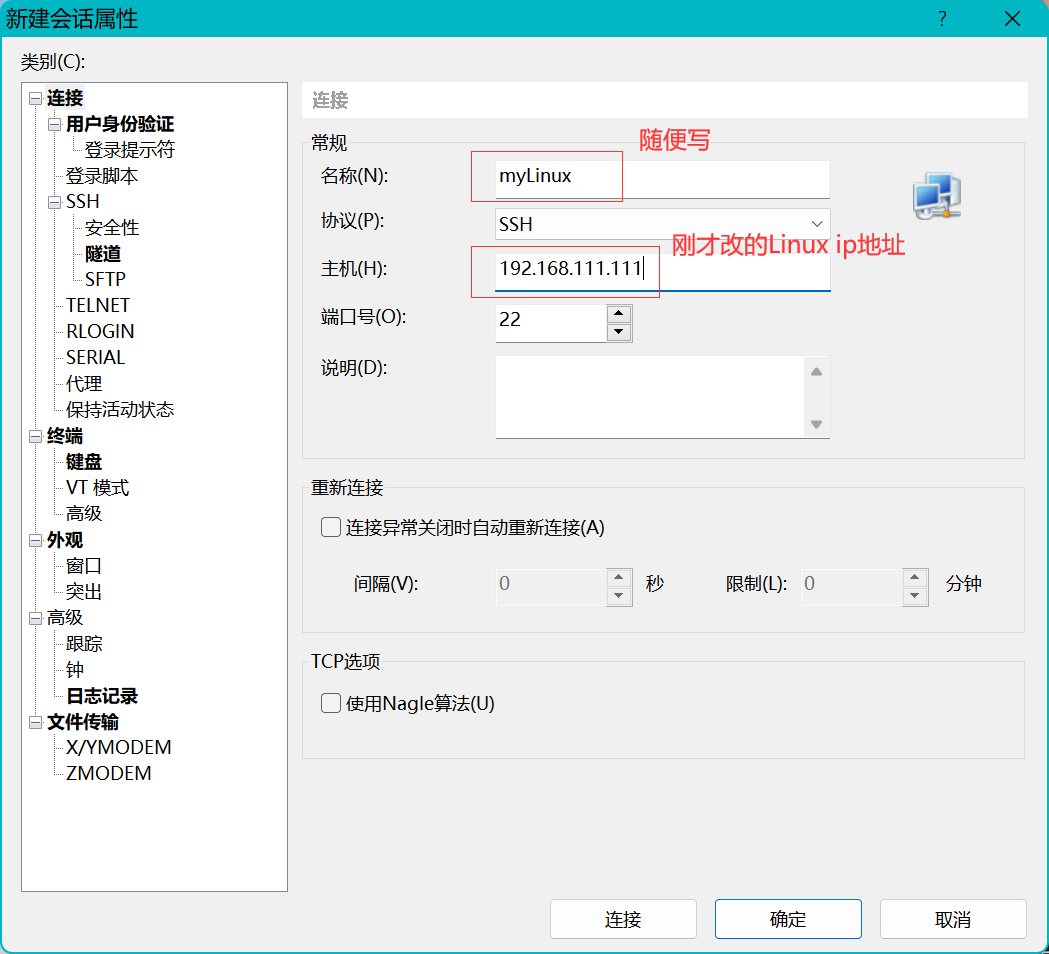 新建会话属性
?
类别(C):
连接
用户身份验证
登录提示符
登录脚本
SSH
安全性
隧道
SFTP
TELNET
RLOGIN
SERIAL
代理
保持活动状态
终端
键盘
VT 模式
高级
外观
窗口
突出
高级
跟踪
钟
日志记录
文件传输
X/YMODEM
ZMODEM
连接
常规
随便写
名称(N):
myLinux
协议(P):
SSH
刚才改的Linux ip地址
主机(H):
192.168.111.111
端口号(O):
22
说明(D):
重新连接
连接异常关闭时自动重新连接(A)
间隔(V):
0
秒
限制(L):
0
分钟
TCP选项
使用Nagle算法(U)
连接
确定
取消